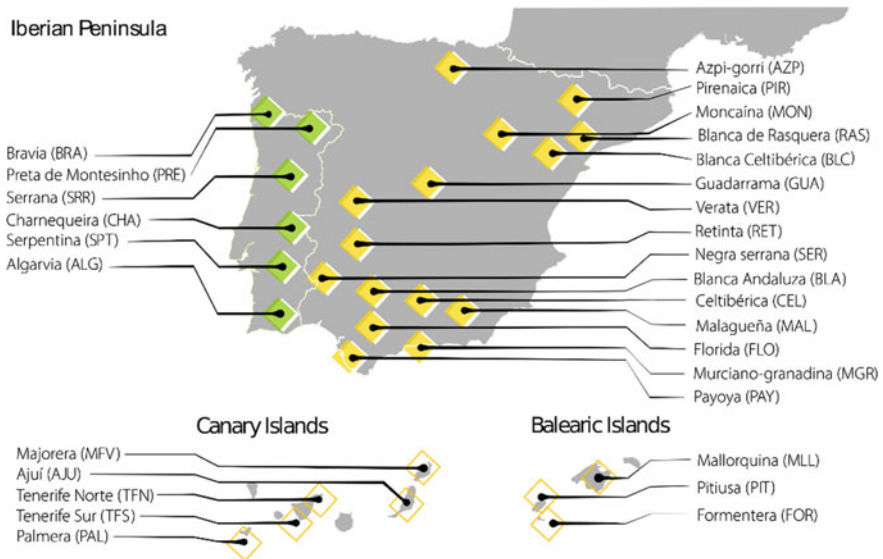 Iberian Peninsula
Azpi-gorri (AZP)
Pirenaica (PIR)
Moncaína (MON)
Blanca de Rasquera (RAS)
Blanca Celtibérica (BLC)
Guadarrama (GUA)
Verata (VER)
Retinta (RET)
Negra serrana (SER)
Blanca Andaluza (BLA)
Celtibérica (CEL)
Malagueña (MAL)
Florida (FLO)
Murciano-granadina (MGR)
Payoya (PAY)
Bravia (BRA)
Preta de Montesinho (PRE)
Serrana (SRR)
Charnequeira (CHA)
Serpentina (SPT)
Algarvia (ALG)
Canary Islands
Majorera (MFV)
Ajuí (AJU)
Tenerife Norte (TFN)
Tenerife Sur (TFS)
Palmera (PAL)
Balearic Islands
Mallorquina (MLL)
Pitiusa (PIT)
Formentera (FOR)